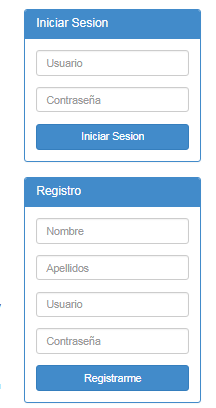 Iniciar Sesion
Usuario
Contraseña
Iniciar Sesion
Registro
Nombre
Apellidos
Usuario
Contraseña
Registrarme